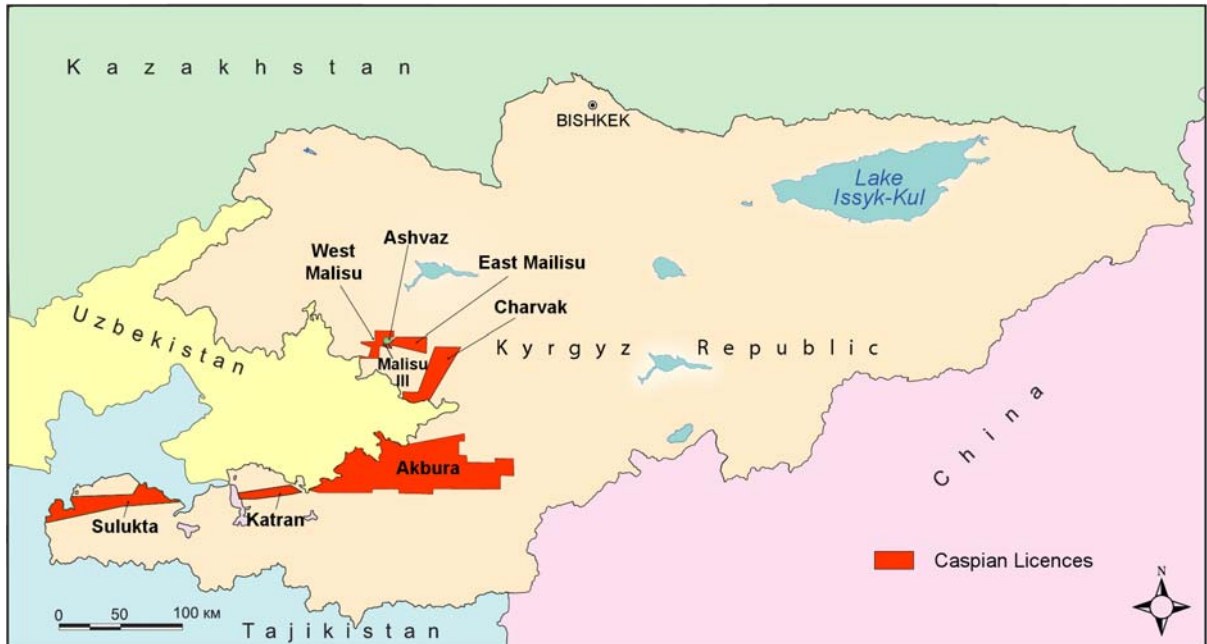 Kazakhstan
BISHKEK
Lake
Issyk-Kul
Ashvaz
West
Malisu
East Mailisu
Charvak
Uzbekistan
Kyrgyz Republic
Malisu
III
China
Akbura
Sulukta
Katran
Caspian Licences
N
0 50 100 км
Tajikistan